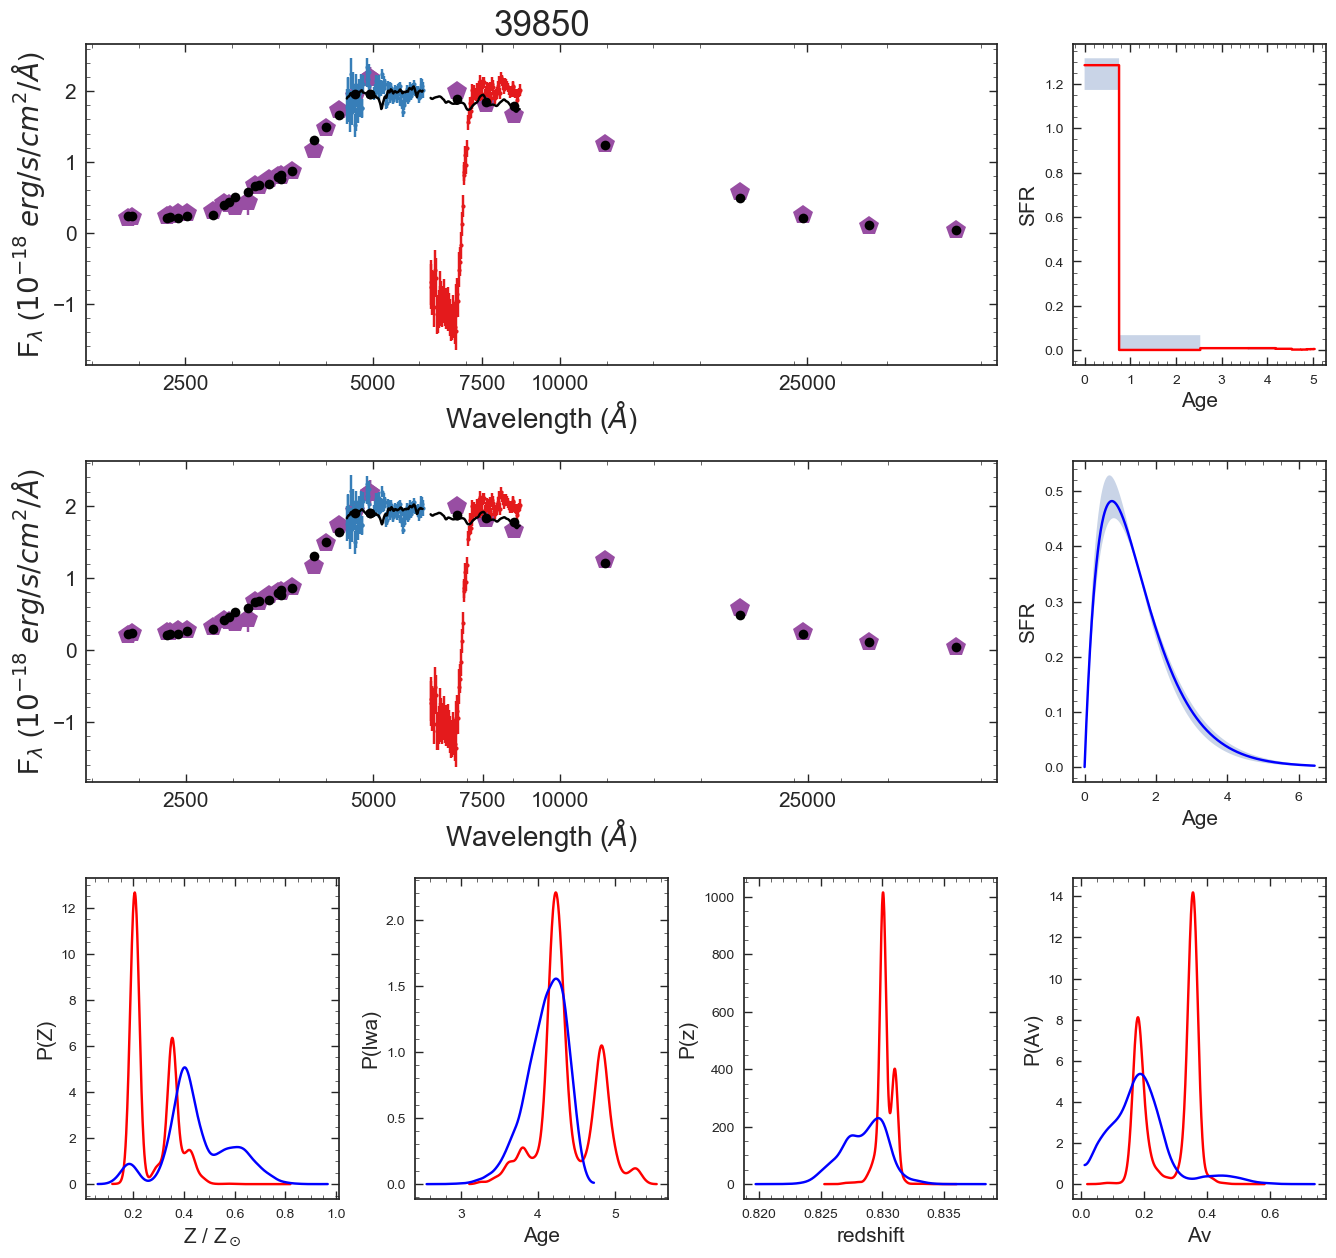 39850
F_λ (10^{-18} erg/s/cm^2/Å)
2
1
0
−1
2500 5000 7500 10000 25000
Wavelength (Å)
SFR
1.2
1.0
0.8
0.6
0.4
0.2
0.0
0 1 2 3 4 5
Age
F_λ (10^{-18} erg/s/cm^2/Å)
2
1
0
−1
2500 5000 7500 10000 25000
Wavelength (Å)
SFR
0.5
0.4
0.3
0.2
0.1
0.0
0 2 4 6
Age
P(Z)
12
10
8
6
4
2
0
0.2 0.4 0.6 0.8 1.0
Z / Z_⊙
P(lwa)
2.0
1.5
1.0
0.5
0.0
3 4 5
Age
P(z)
1000
800
600
400
200
0
0.820 0.825 0.830 0.835
redshift
P(Av)
14
12
10
8
6
4
2
0
0.0 0.2 0.4 0.6
Av